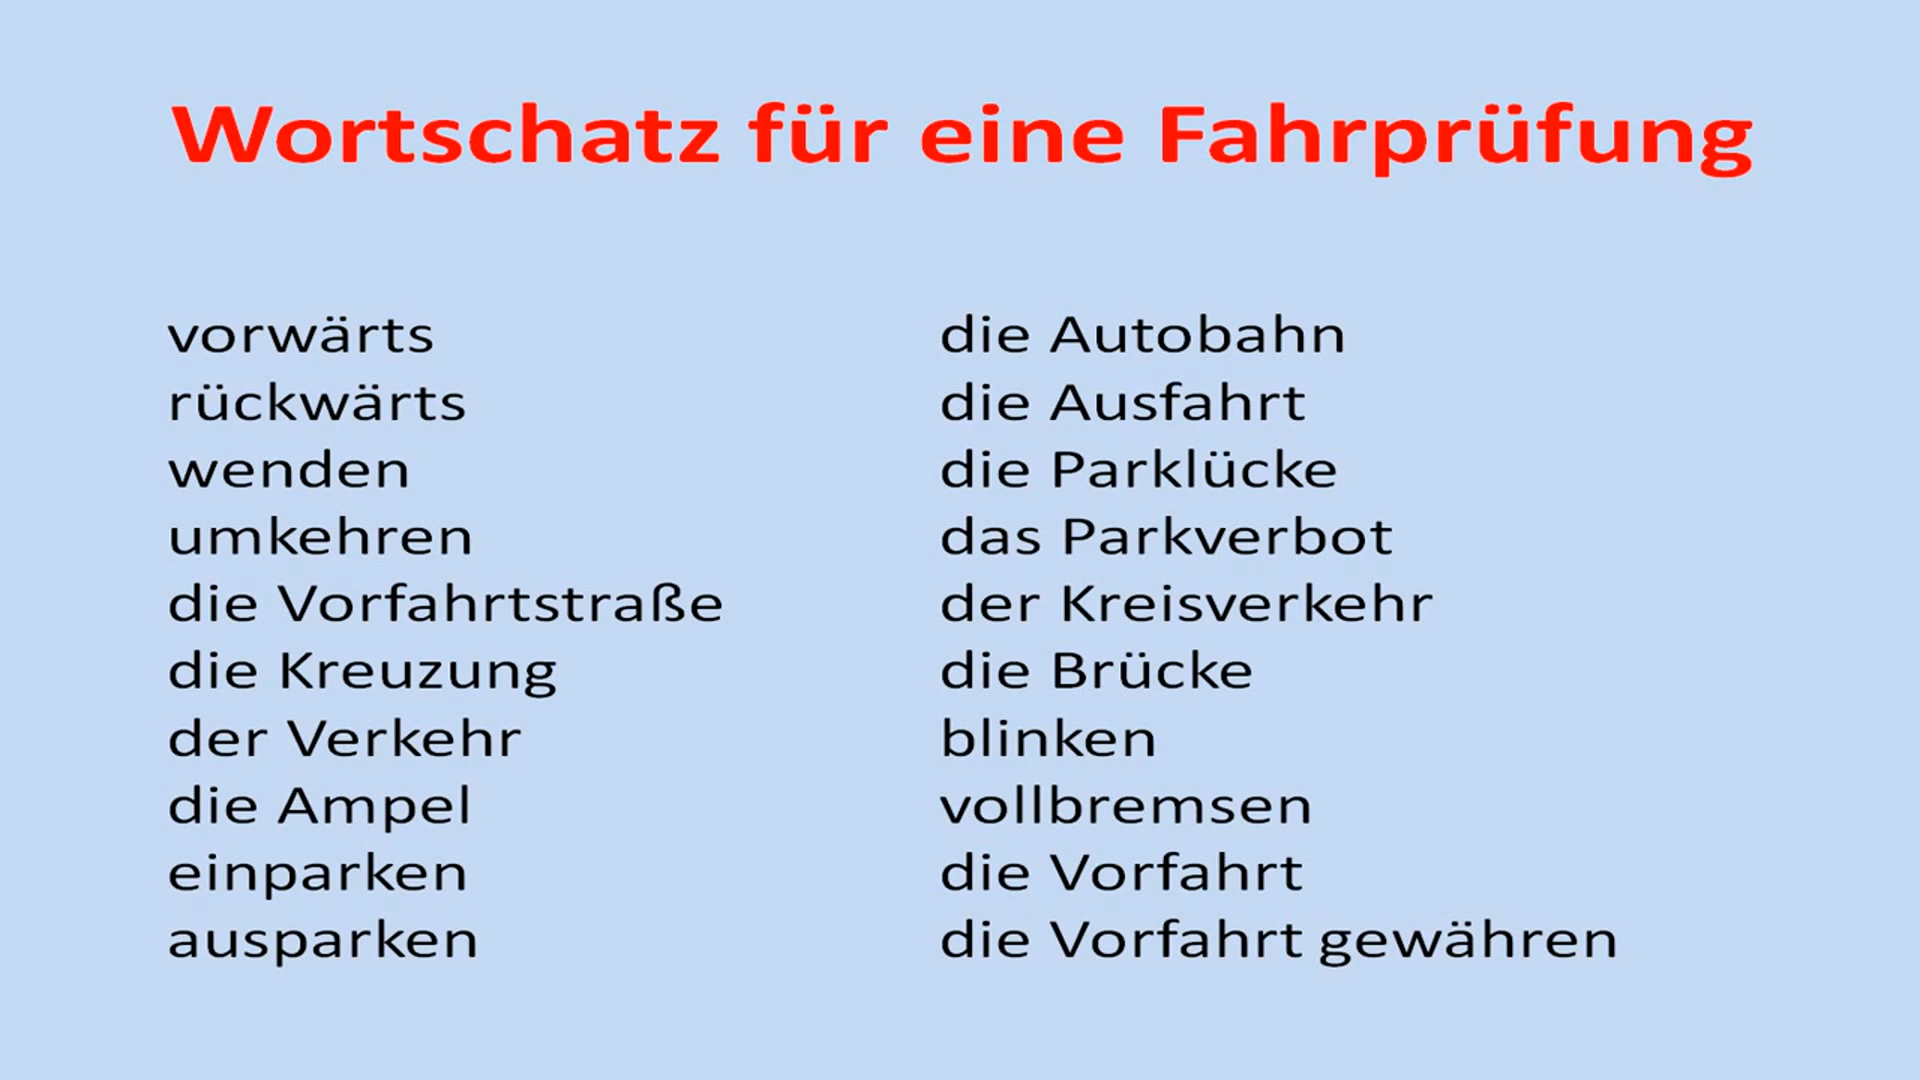 Wortschatz für eine Fahrprüfung
vorwärts
rückwärts
wenden
umkehren
die Vorfahrtstraße
die Kreuzung
der Verkehr
die Ampel
einparken
ausparken
die Autobahn
die Ausfahrt
die Parklücke
das Parkverbot
der Kreisverkehr
die Brücke
blinken
vollbremsen
die Vorfahrt
die Vorfahrt gewähren